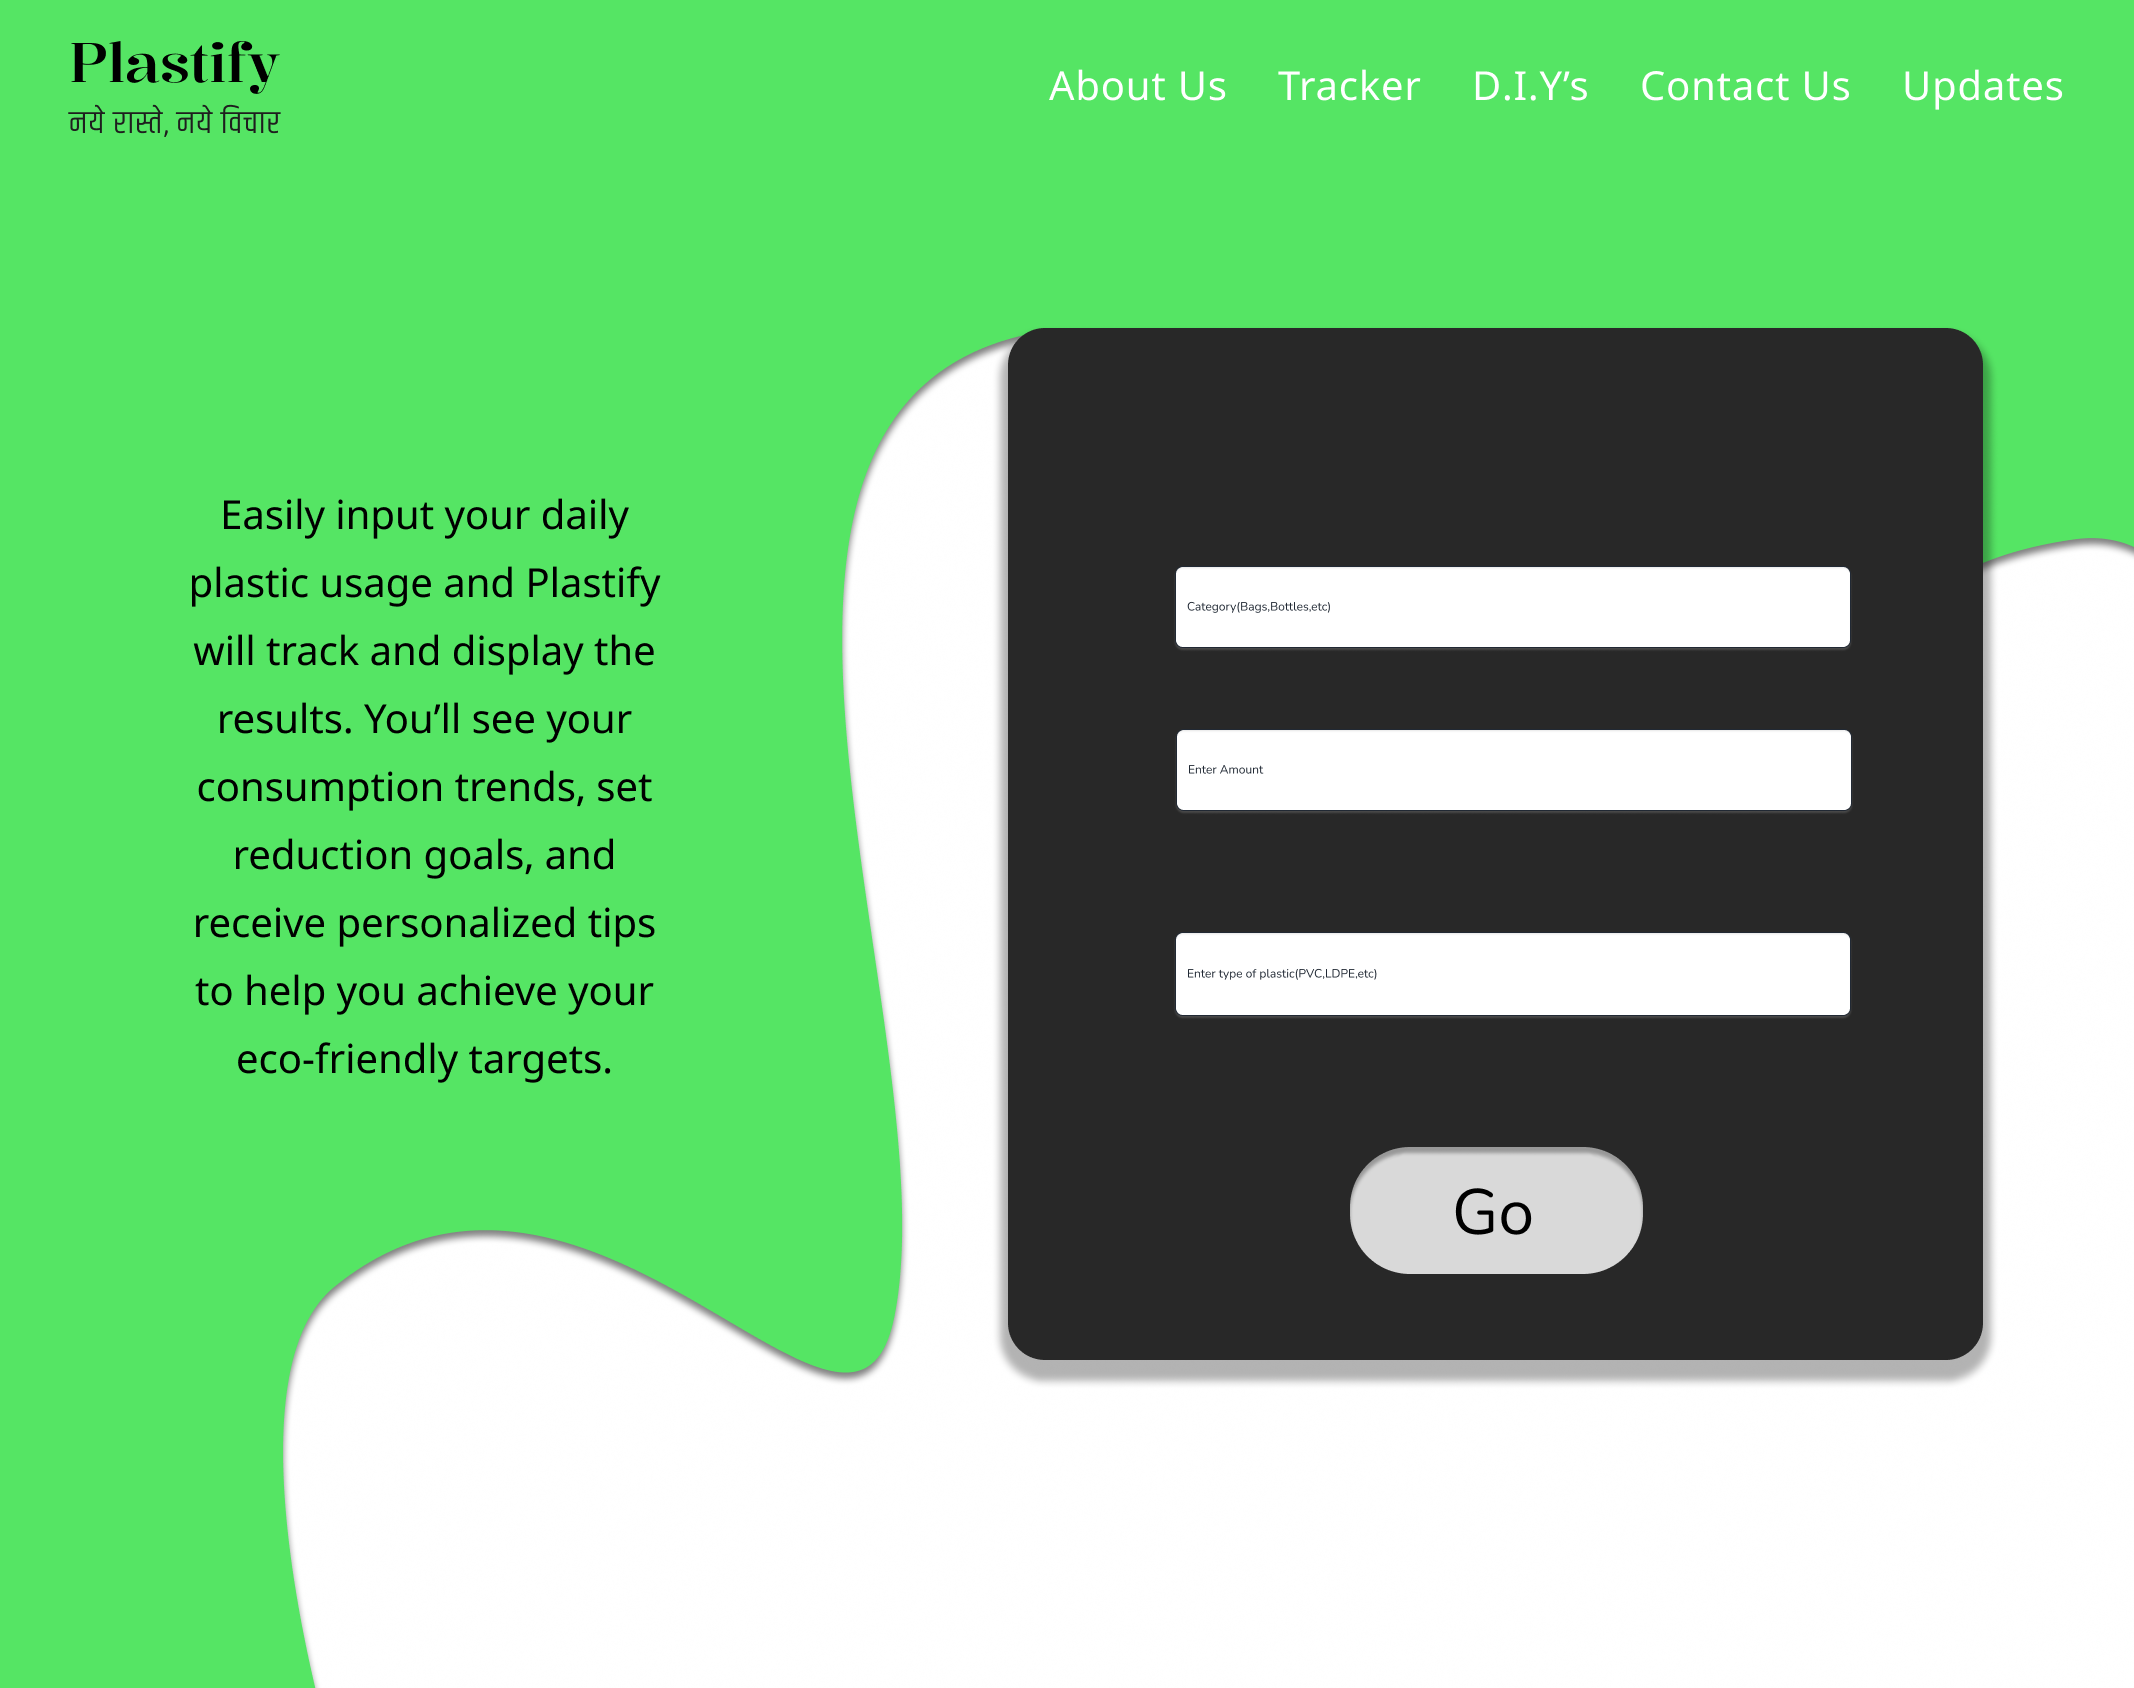 Plastify
नये रास्ते, नये विचार
About Us Tracker D.I.Y’s Contact Us Updates
Easily input your daily
plastic usage and Plastify
will track and display the
results. You’ll see your
consumption trends, set
reduction goals, and
receive personalized tips
to help you achieve your
eco-friendly targets.
Category(Bags,Bottles,etc)
Enter Amount
Enter type of plastic(PVC,LDPE,etc)
Go